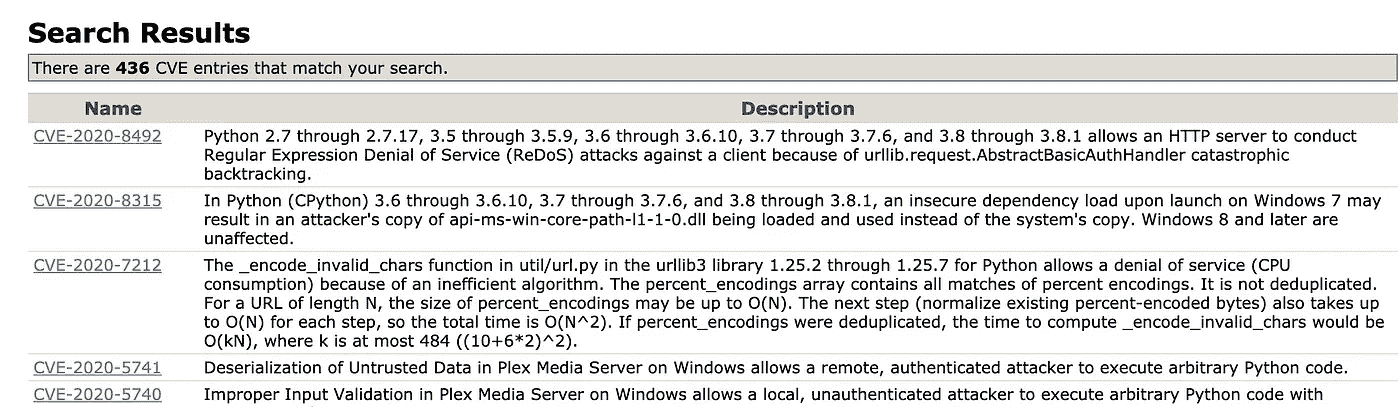 Search Results
There are 436 CVE entries that match your search.
Name Description
CVE-2020-8492 Python 2.7 through 2.7.17, 3.5 through 3.5.9, 3.6 through 3.6.10, 3.7 through 3.7.6, and 3.8 through 3.8.1 allows an HTTP server to conduct
Regular Expression Denial of Service (ReDoS) attacks against a client because of urllib.request.AbstractBasicAuthHandler catastrophic
backtracking.
CVE-2020-8315 In Python (CPython) 3.6 through 3.6.10, 3.7 through 3.7.6, and 3.8 through 3.8.1, an insecure dependency load upon launch on Windows 7 may
result in an attacker's copy of api-ms-win-core-path-l1-1-0.dll being loaded and used instead of the system's copy. Windows 8 and later are
unaffected.
CVE-2020-7212 The _encode_invalid_chars function in util/url.py in the urllib3 library 1.25.2 through 1.25.7 for Python allows a denial of service (CPU
consumption) because of an inefficient algorithm. The percent_encodings array contains all matches of percent encodings. It is not deduplicated.
For a URL of length N, the size of percent_encodings may be up to O(N). The next step (normalize existing percent-encoded bytes) also takes up
to O(N) for each step, so the total time is O(N^2). If percent_encodings were deduplicated, the time to compute _encode_invalid_chars would be
O(kN), where k is at most 484 ((10+6*2)^2).
CVE-2020-5741 Deserialization of Untrusted Data in Plex Media Server on Windows allows a remote, authenticated attacker to execute arbitrary Python code.
CVE-2020-5740 Improper Input Validation in Plex Media Server on Windows allows a local, unauthenticated attacker to execute arbitrary Python code with